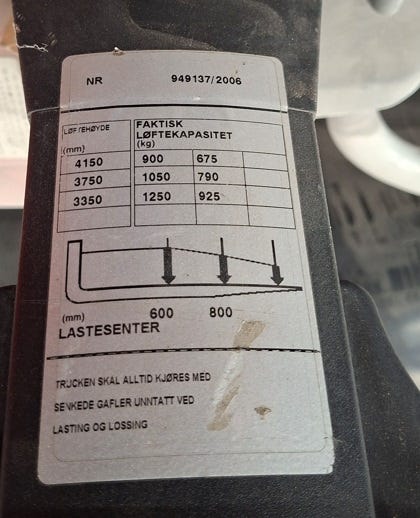 NR 949137/2006
LØFTEHØYDE FAKTISK
LØFTEKAPASITET
(mm) (kg)
4150 900 675
3750 1050 790
3350 1250 925
(mm) 600 800
LASTESENTER
TRUCKEN SKAL ALLTID KJØRES MED
SENKEDE GAFLER UNNTATT VED
LASTING OG LOSSING